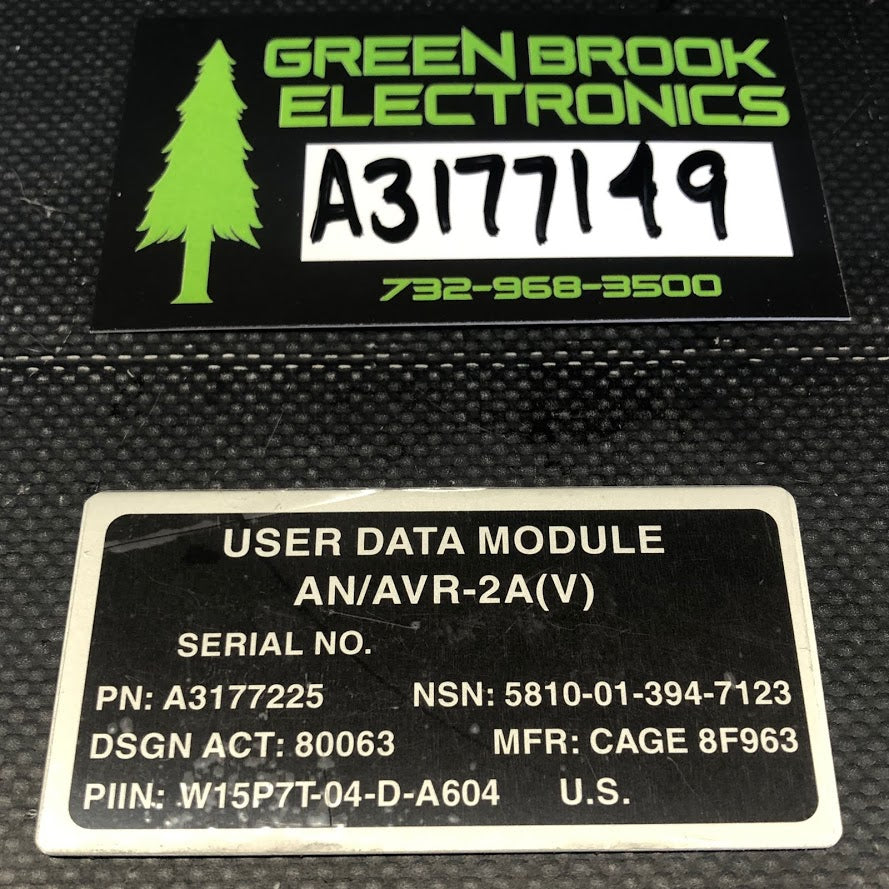 GREEN BROOK
ELECTRONICS
A3177149
732-968-3500
USER DATA MODULE
AN/AVR-2A(V)
SERIAL NO.
PN: A3177225 NSN: 5810-01-394-7123
DSGN ACT: 80063 MFR: CAGE 8F963
PIIN: W15P7T-04-D-A604 U.S.